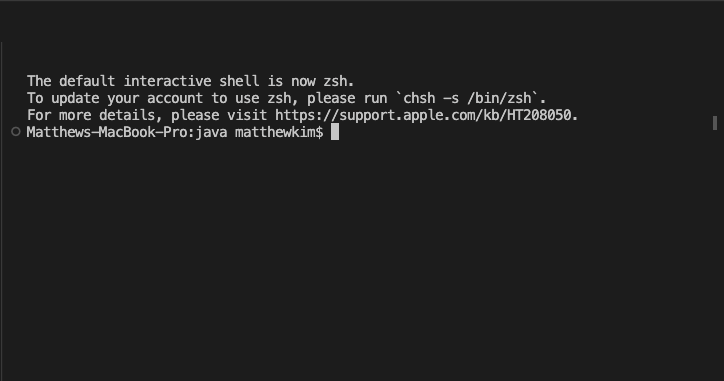 The default interactive shell is now zsh.
To update your account to use zsh, please run `chsh -s /bin/zsh`.
For more details, please visit https://support.apple.com/kb/HT208050.
Matthews-MacBook-Pro:java matthewkim$